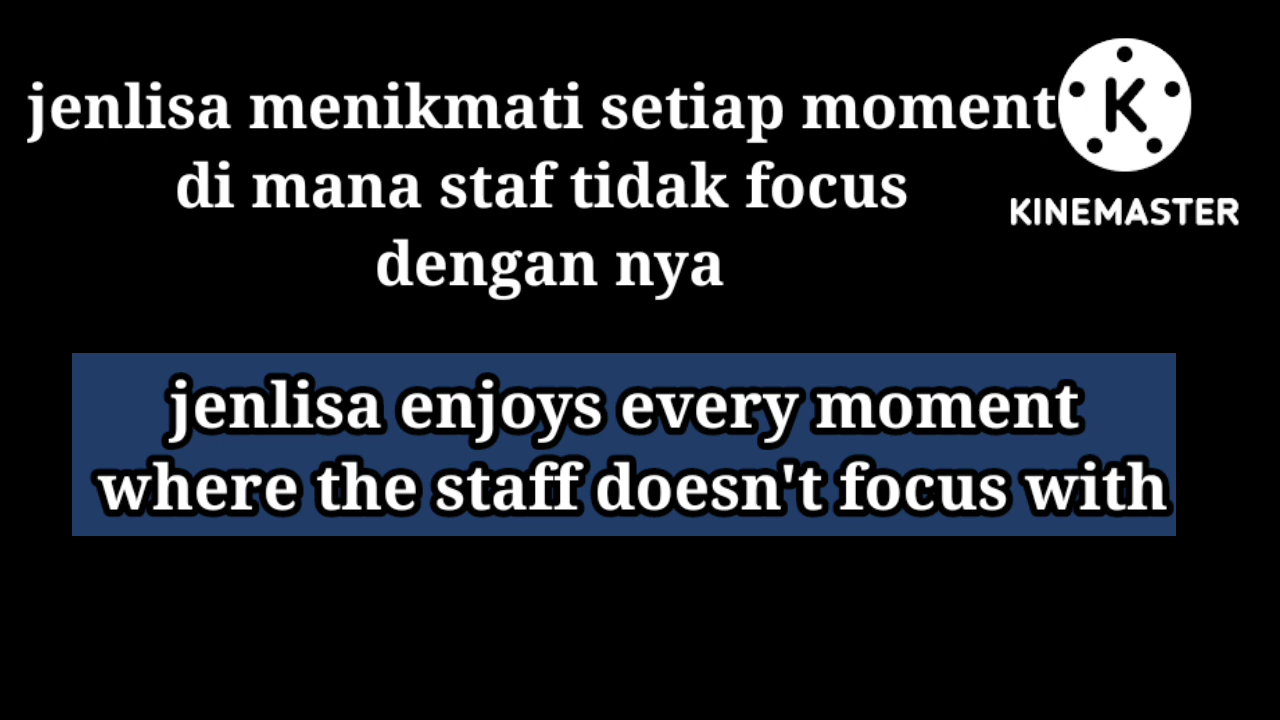 jenlisa menikmati setiap moment
di mana staf tidak focus
dengan nya
KINEMASTER
jenlisa enjoys every moment
where the staff doesn't focus with